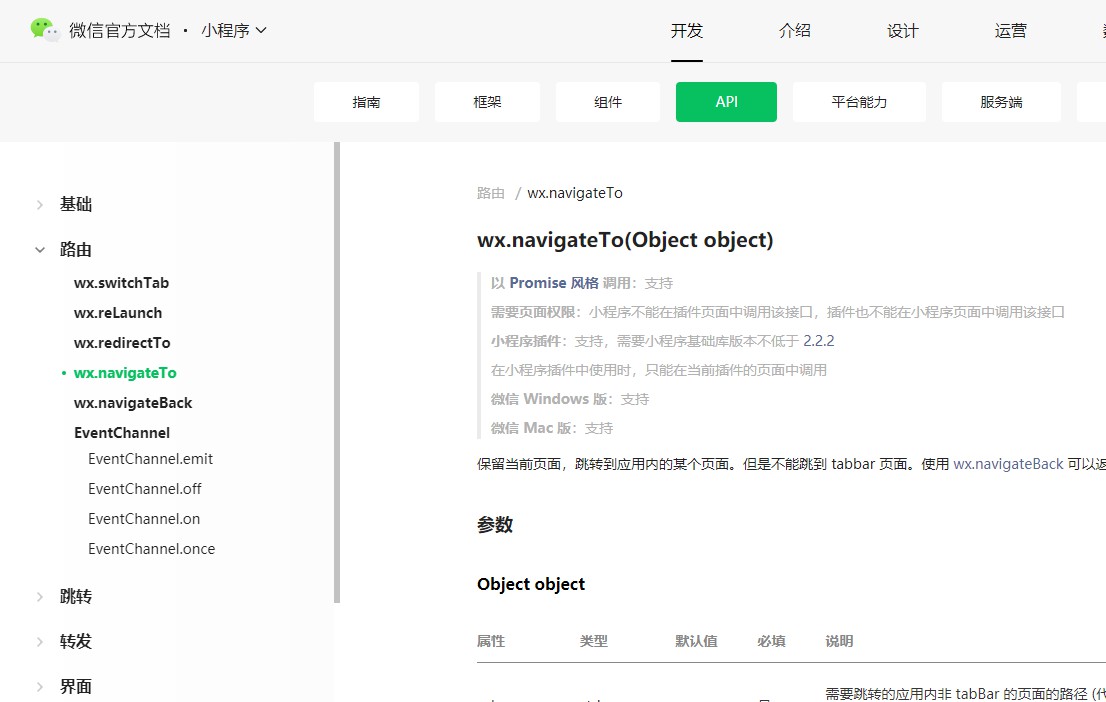 微信官方文档 · 小程序
开发 介绍 设计 运营
指南 框架 组件 API 平台能力 服务端
基础
路由
wx.switchTab
wx.reLaunch
wx.redirectTo
wx.navigateTo
wx.navigateBack
EventChannel
EventChannel.emit
EventChannel.off
EventChannel.on
EventChannel.once
跳转
转发
界面
路由 / wx.navigateTo
wx.navigateTo(Object object)
以 Promise 风格 调用：支持
需要页面权限：小程序不能在插件页面中调用该接口，插件也不能在小程序页面中调用该接口
小程序插件：支持，需要小程序基础库版本不低于 2.2.2
在小程序插件中使用时，只能在当前插件的页面中调用
微信 Windows 版：支持
微信 Mac 版：支持
保留当前页面，跳转到应用内的某个页面。但是不能跳到 tabbar 页面。使用 wx.navigateBack 可以返
参数
Object object
属性 类型 默认值 必填 说明
需要跳转的应用内非 tabBar 的页面的路径 (代